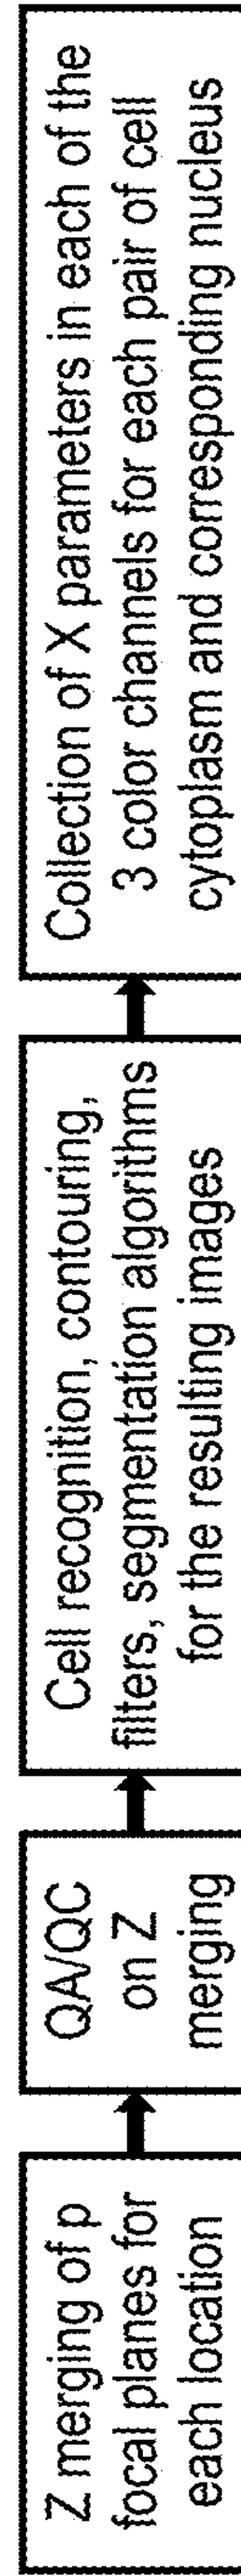 Z merging of p
focal planes for
each location
QA/QC
on Z
merging
Cell recognition, contouring,
filters, segmentation algorithms
for the resulting images
Collection of X parameters in each of the
3 color channels for each pair of cell
cytoplasm and corresponding nucleus